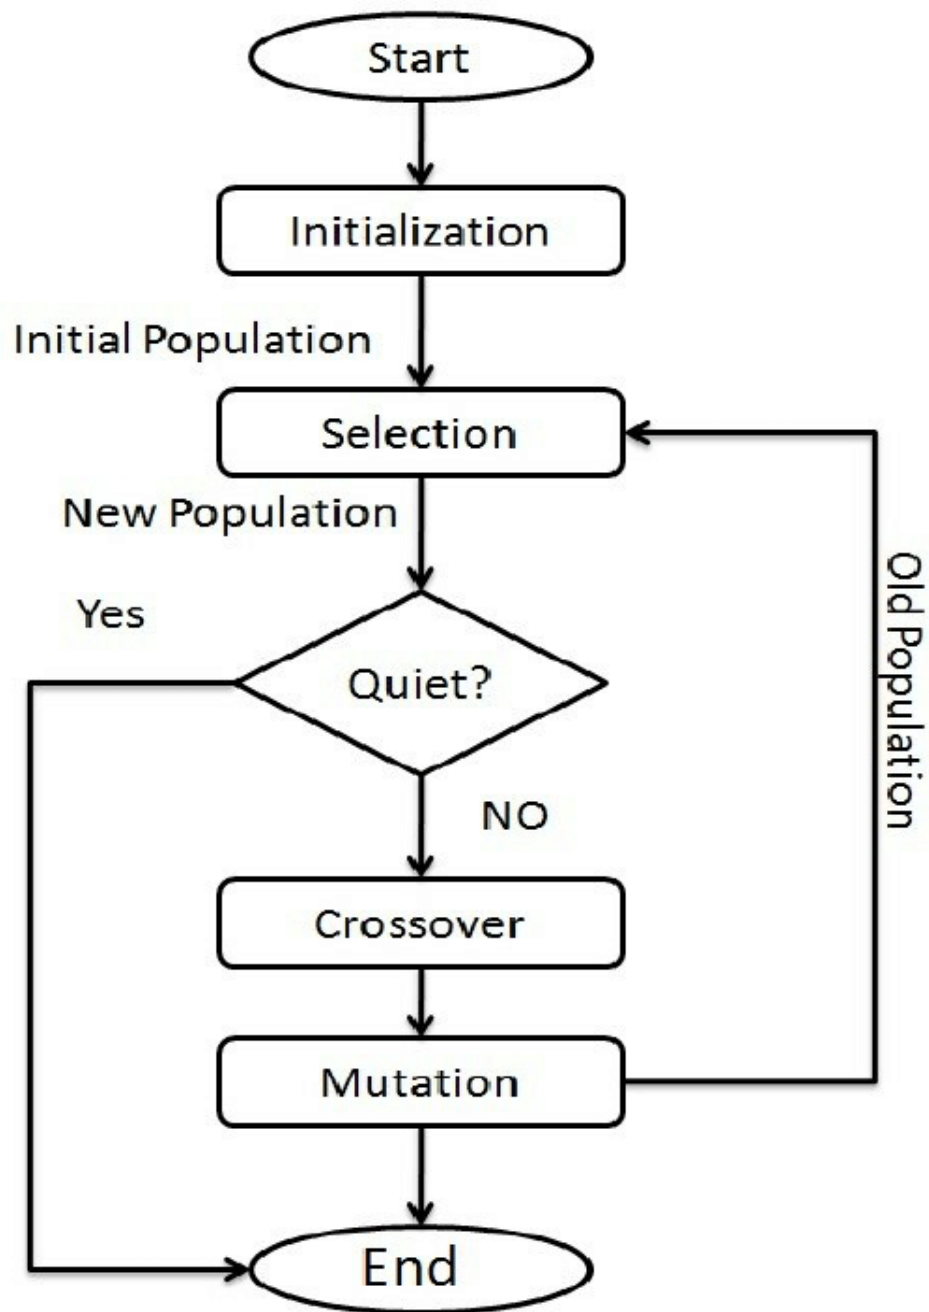 Start
Initialization
Initial Population
Selection
New Population
Yes
Quiet?
Old Population
NO
Crossover
Mutation
End